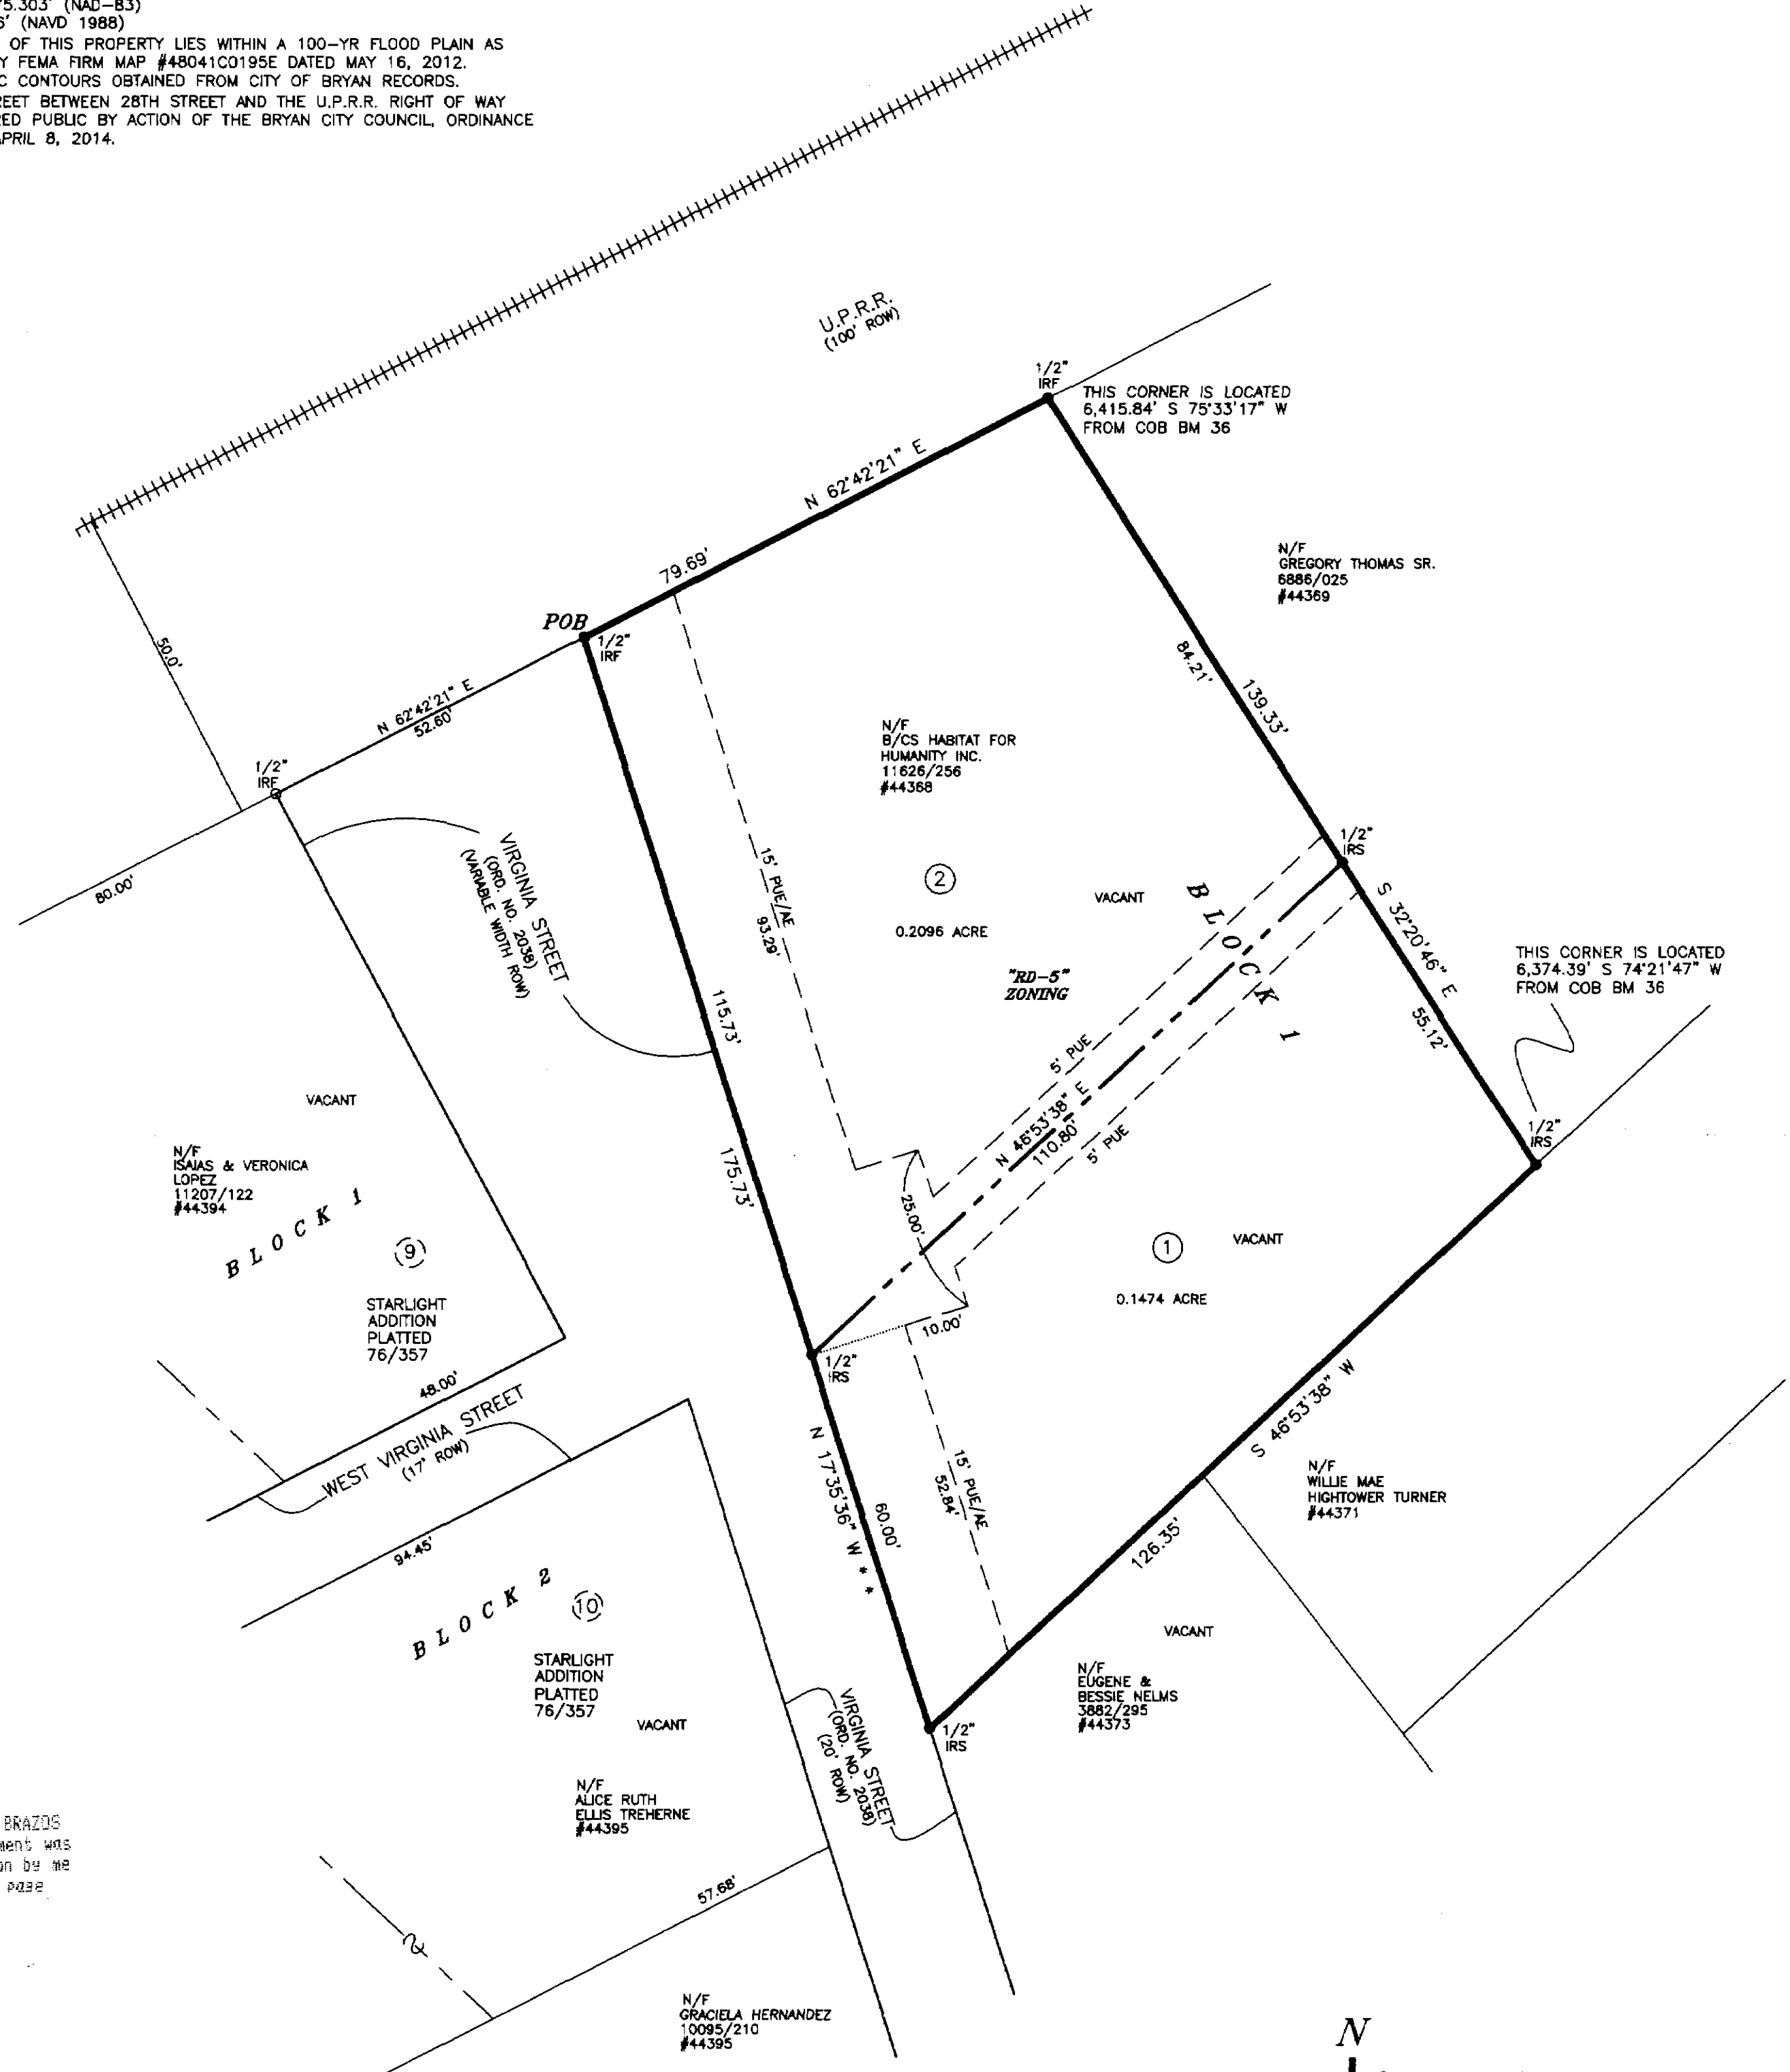 5.303' (NAD-83)
6' (NAVD 1988)
OF THIS PROPERTY LIES WITHIN A 100-YR FLOOD PLAIN AS
Y FEMA FIRM MAP #48041C0195E DATED MAY 16, 2012.
C CONTOURS OBTAINED FROM CITY OF BRYAN RECORDS.
REET BETWEEN 28TH STREET AND THE U.P.R.R. RIGHT OF WAY
RED PUBLIC BY ACTION OF THE BRYAN CITY COUNCIL, ORDINANCE
APRIL 8, 2014.
U.P.R.R.
(100' ROW)
1/2"
IRF
THIS CORNER IS LOCATED
6,415.84' S 75°33'17" W
FROM COB BM 36
N 62°42'21" E
79.69'
N/F
GREGORY THOMAS SR.
6886/025
#44369
POB
1/2"
IRF
50.0'
84.21'
139.33'
N 62°42'21" E
52.60'
1/2"
IRF
80.00'
N/F
B/CS HABITAT FOR
HUMANITY INC.
11626/256
#44368
VIRGINIA STREET
(ORD. NO. 2038)
(VARIABLE WIDTH ROW)
15' PUE/AE
93.29'
2
0.2096 ACRE
VACANT
BLOCK 1
1/2"
IRS
S 32°20'46" E
55.12'
"RD-5"
ZONING
THIS CORNER IS LOCATED
6,374.39' S 74°21'47" W
FROM COB BM 36
115.73'
175.73'
5' PUE
N 46°53'38" E
110.80'
5' PUE
1/2"
IRS
VACANT
N/F
ISAIAS & VERONICA
LOPEZ
11207/122
#44394
BLOCK 1
9
STARLIGHT
ADDITION
PLATTED
76/357
25.00'
1
VACANT
0.1474 ACRE
10.00'
1/2"
IRS
48.00'
WEST VIRGINIA STREET
(17' ROW)
S 46°53'38" W
126.35'
N 17°35'36" W * *
60.00'
15' PUE/AE
52.84'
N/F
WILLIE MAE
HIGHTOWER TURNER
#44371
94.45'
BLOCK 2
10
STARLIGHT
ADDITION
PLATTED
76/357
VACANT
VACANT
N/F
EUGENE &
BESSIE NELMS
3882/295
#44373
1/2"
IRS
VIRGINIA STREET
(ORD. NO. 2038)
(20' ROW)
N/F
ALICE RUTH
ELLIS TREHERNE
#44395
BRAZOS
ment was
on by me
page
57.68'
2
N/F
GRACIELA HERNANDEZ
10095/210
#44395
N